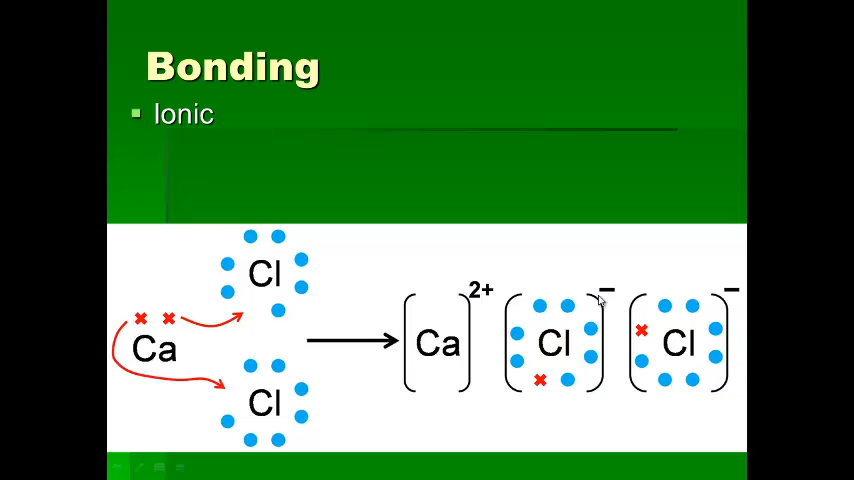 Bonding
Ionic
Cl
Ca
Cl
Ca 2+ Cl – Cl –